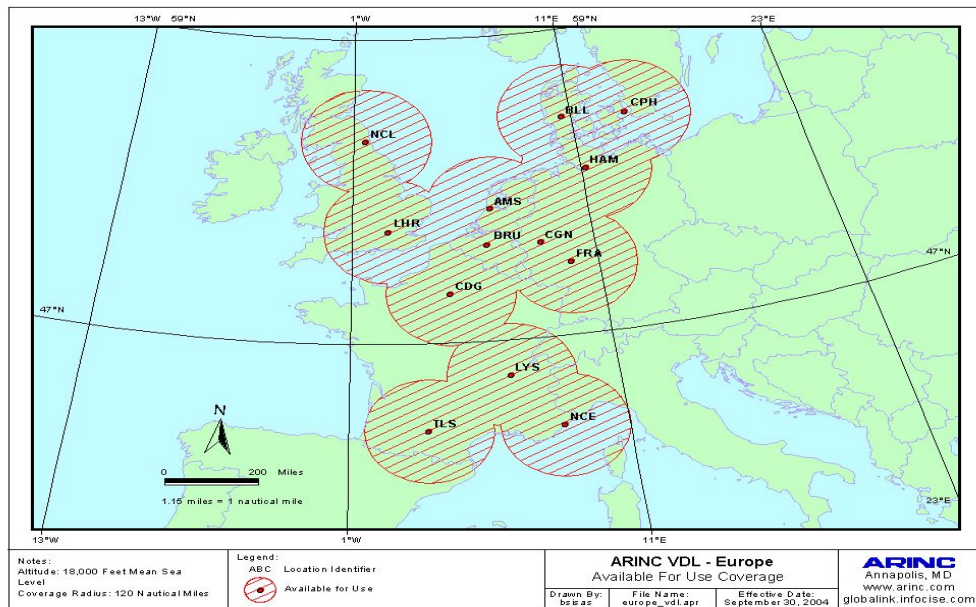 13°W 59°N 1°W 11°E 23°E
BLL
CPH
NCL
HAM
AMS
LHR
BRU
CGN
FRA
47°N
CDG
47°N
LYS
NCE
TLS
N
0 200 Miles
1.15 miles = 1 nautical mile
23°E
13°W 1°W 11°E
Notes:
Altitude: 18,000 Feet Mean Sea
Level
Coverage Radius: 120 Nautical Miles
Legend:
ABC Location Identifier
Available for Use
ARINC VDL - Europe
Available For Use Coverage
Drawn By:
bsisas
File Name:
europe_vdl.apr
Effective Date:
September 30, 2004
ARINC
Annapolis, MD
www.arinc.com
globalink.infocise.com